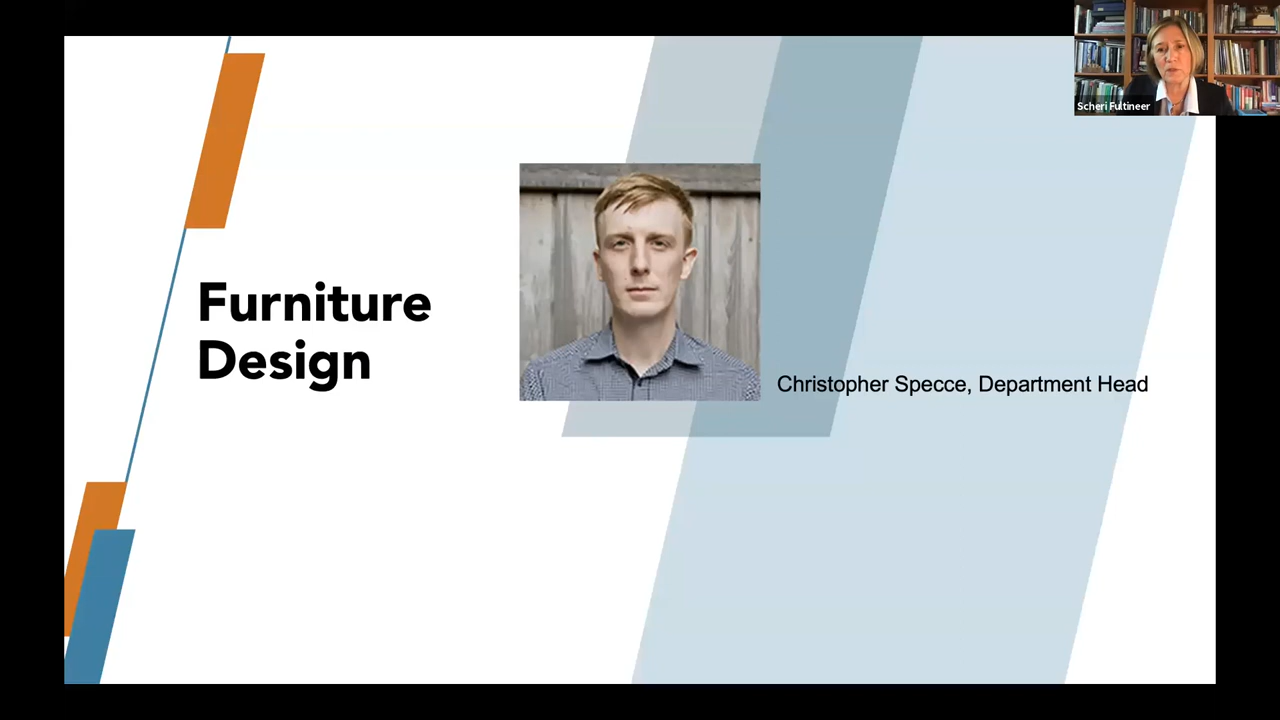 Scheri Fultineer
Furniture
Design
Christopher Specce, Department Head